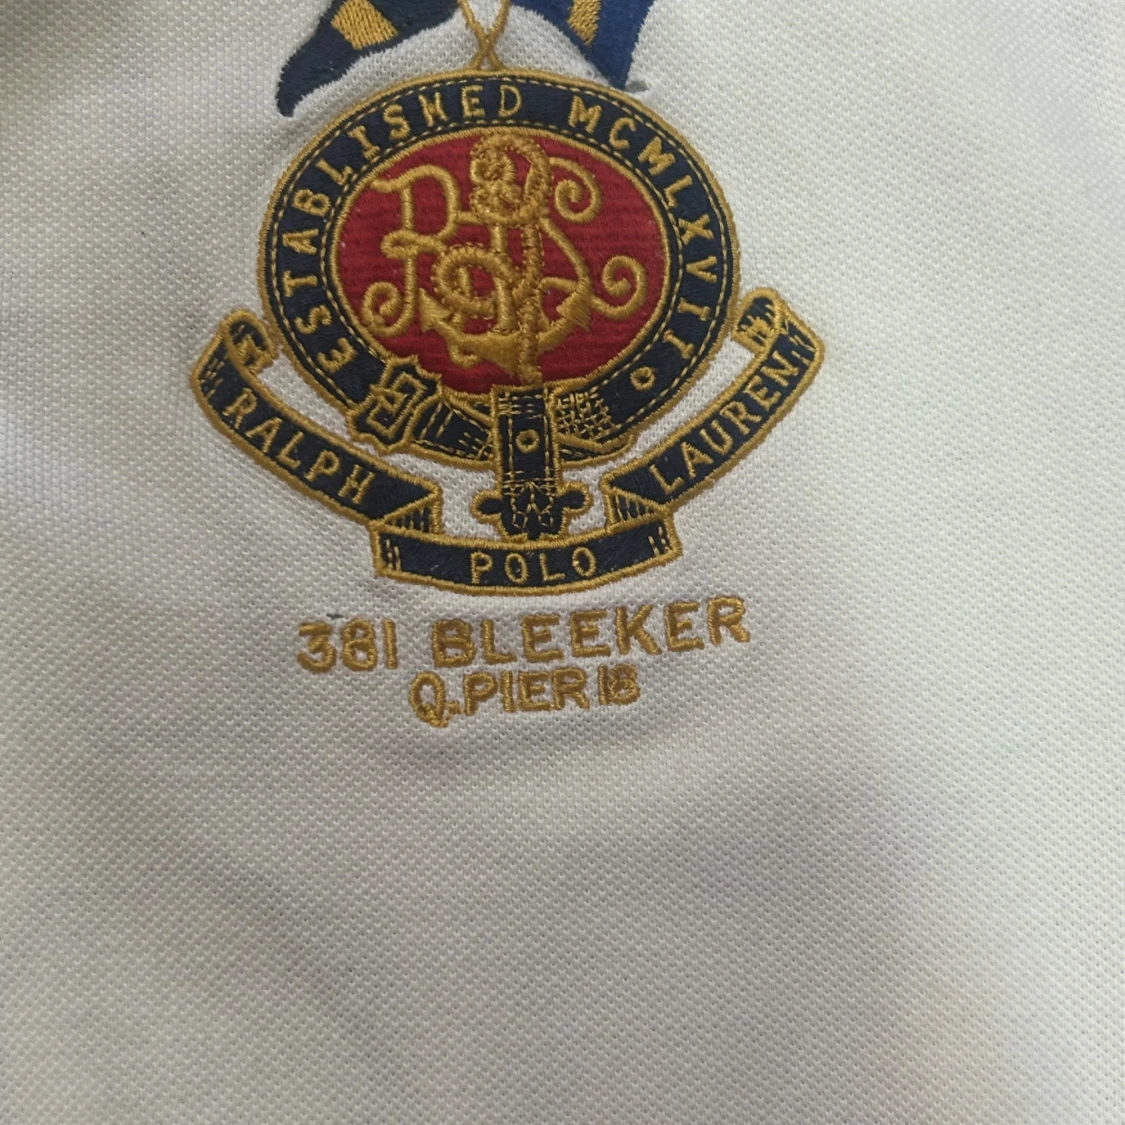 ESTABLISHED MCMLXVII
RALPH LAUREN
POLO
381 BLEEKER
Q.PIER 18